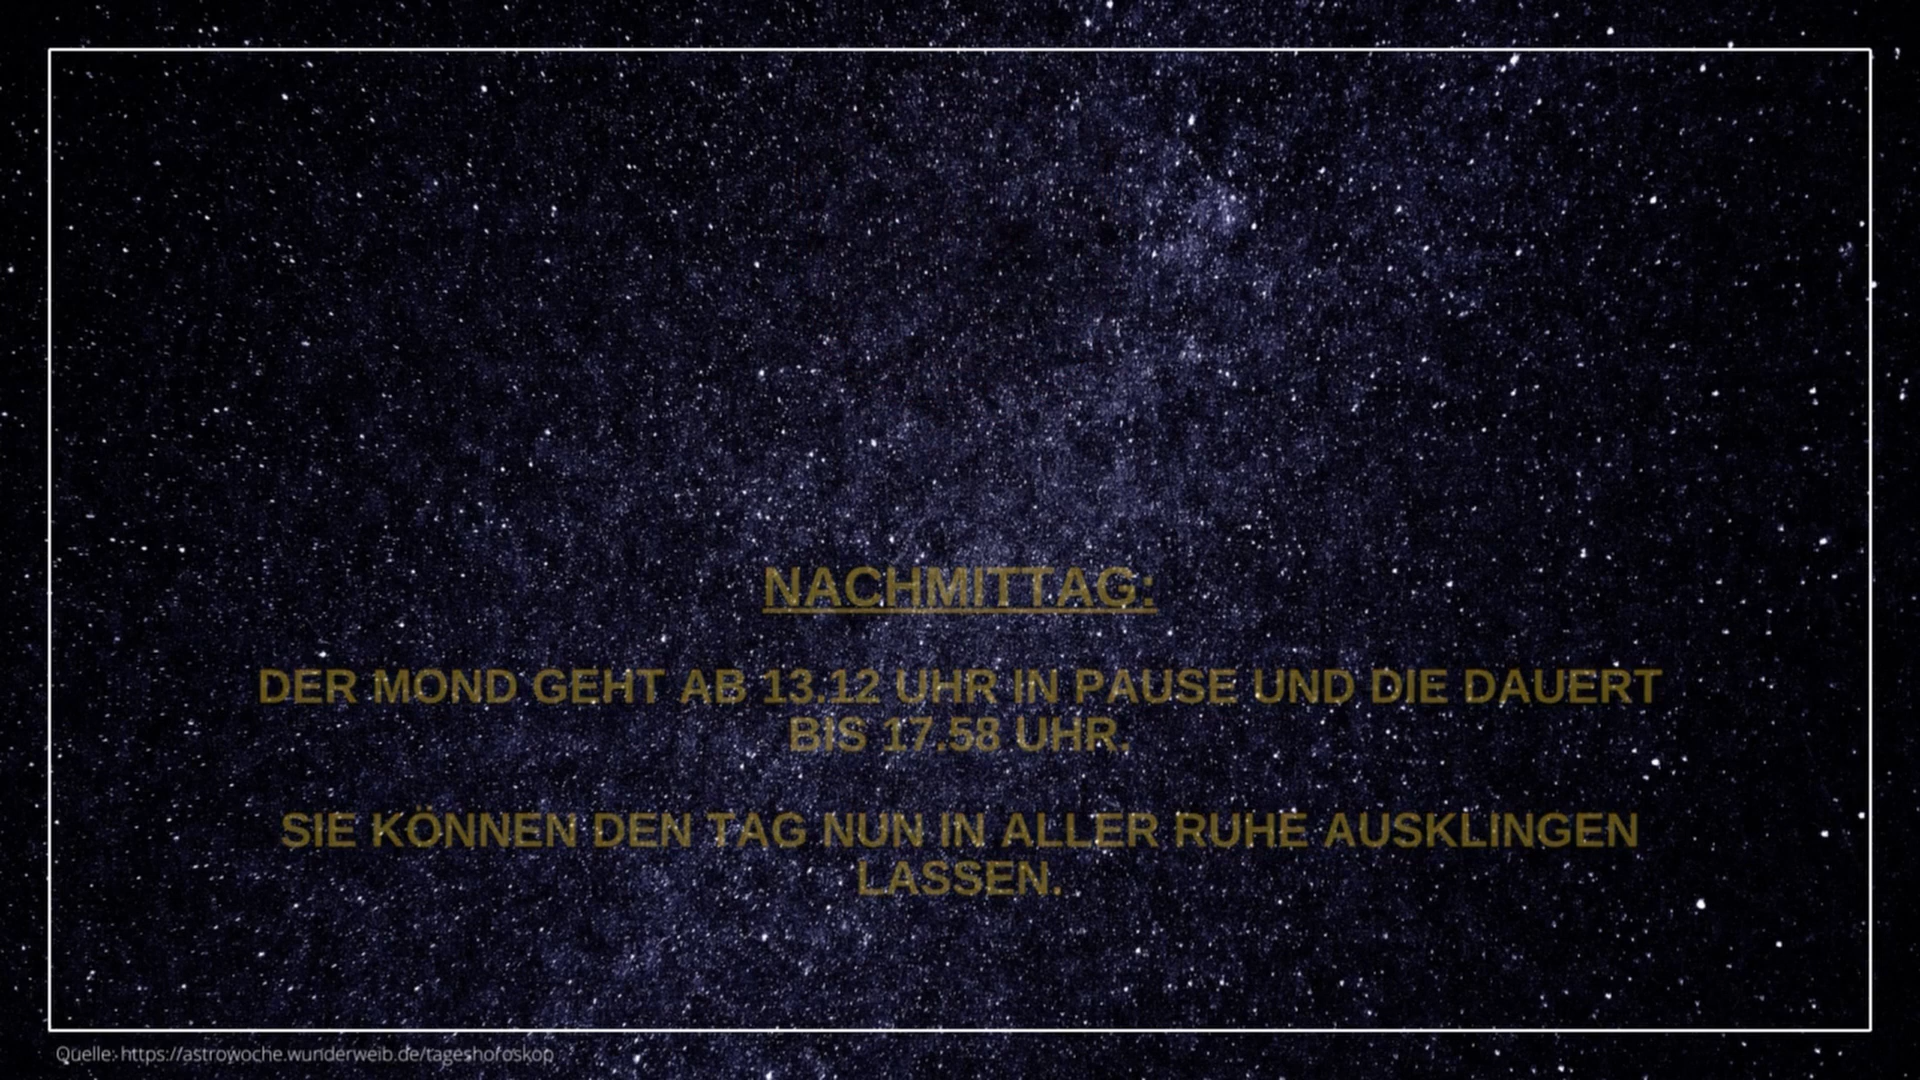 NACHMITTAG:
DER MOND GEHT AB 13.12 UHR IN PAUSE UND DIE DAUERT
BIS 17.58 UHR.
SIE KÖNNEN DEN TAG NUN IN ALLER RUHE AUSKLINGEN
LASSEN.
Quelle: https://astrowoche.wunderweib.de/tageshoroskop